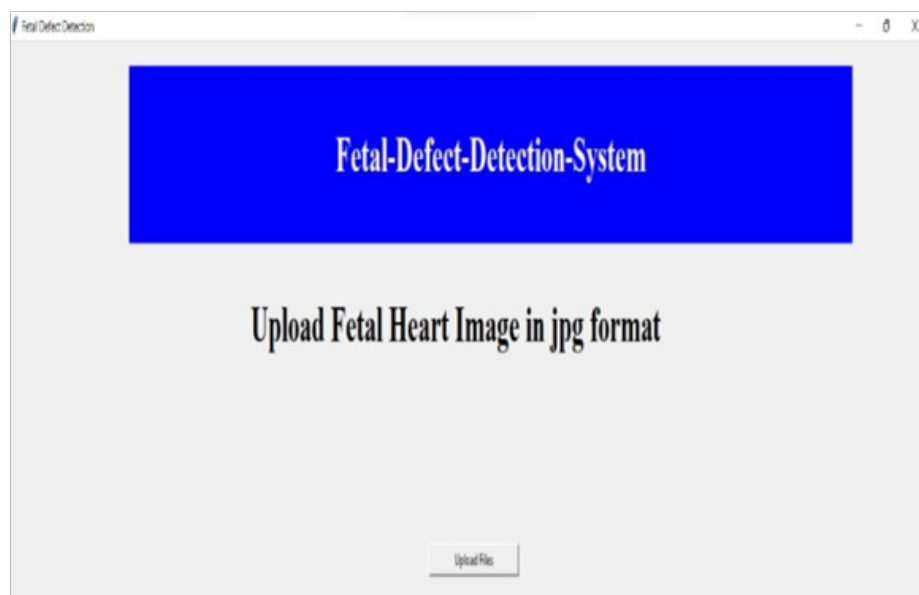 Fetal Defect Detection
Fetal-Defect-Detection-System
Upload Fetal Heart Image in jpg format
Upload Files